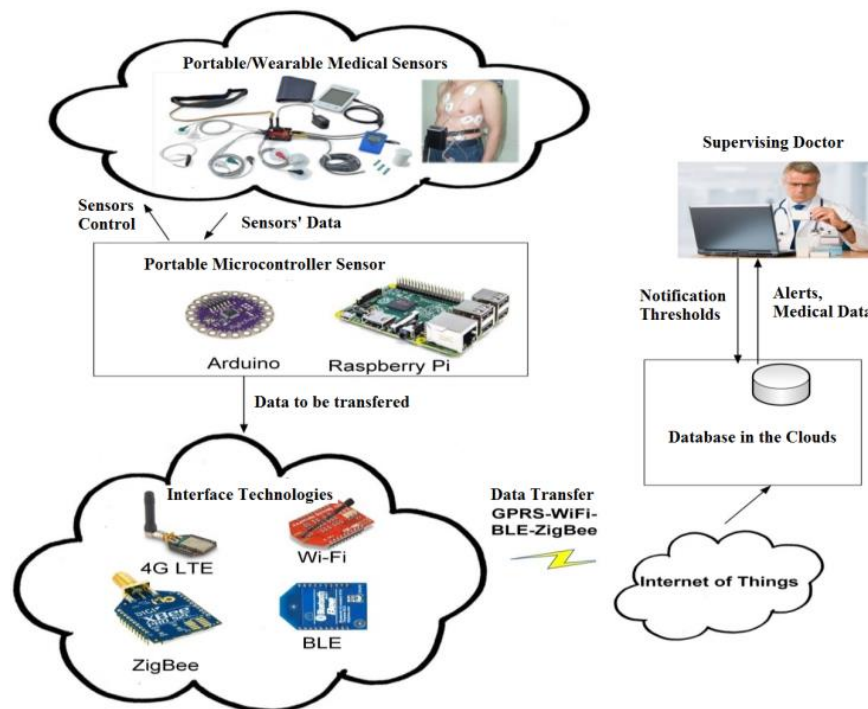 Portable/Wearable Medical Sensors
Supervising Doctor
Sensors
Control
Sensors' Data
Portable Microcontroller Sensor
Arduino
Raspberry Pi
Notification
Thresholds
Alerts,
Medical Data
Data to be transfered
Database in the Clouds
Interface Technologies
4G LTE
Wi-Fi
ZigBee
BLE
Data Transfer
GPRS-WiFi-
BLE-ZigBee
Internet of Things